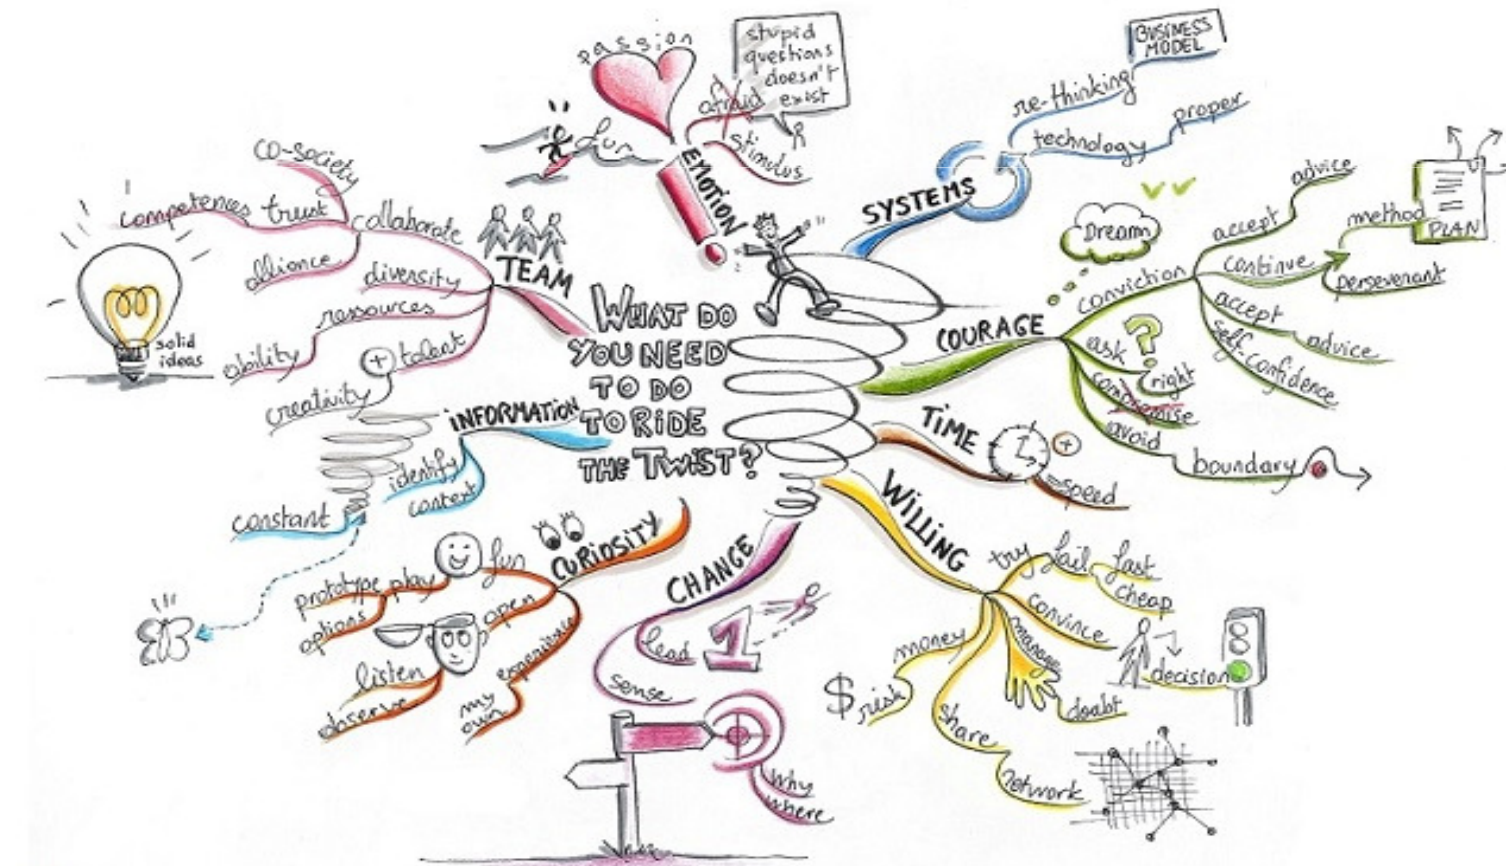 WHAT DO
YOU NEED
TO DO
TO RIDE
THE TWIST?
EMOTION
passion
fun
afraid
stimulus
stupid
questions
doesn't
exist
SYSTEMS
re-thinking
BUSINESS
MODEL
technology
proper
COURAGE
conviction
Dream
accept
advice
continue
method
PLAN
perseverant
accept
advice
self-confidence
ask
?
right
compromise
avoid
boundary
TIME
+
speed
WILLING
try
fail
fast
cheap
convince
decision
manage
doubt
share
network
money
risk
$
CHANGE
lead
1
sense
why
where
CURIOSITY
fun
play
prototype
options
open
listen
observe
experience
my
own
INFORMATION
identify
context
constant
TEAM
collaborate
trust
co-society
competences
alliance
diversity
ressources
ability
talent
+
creativity
solid
ideas